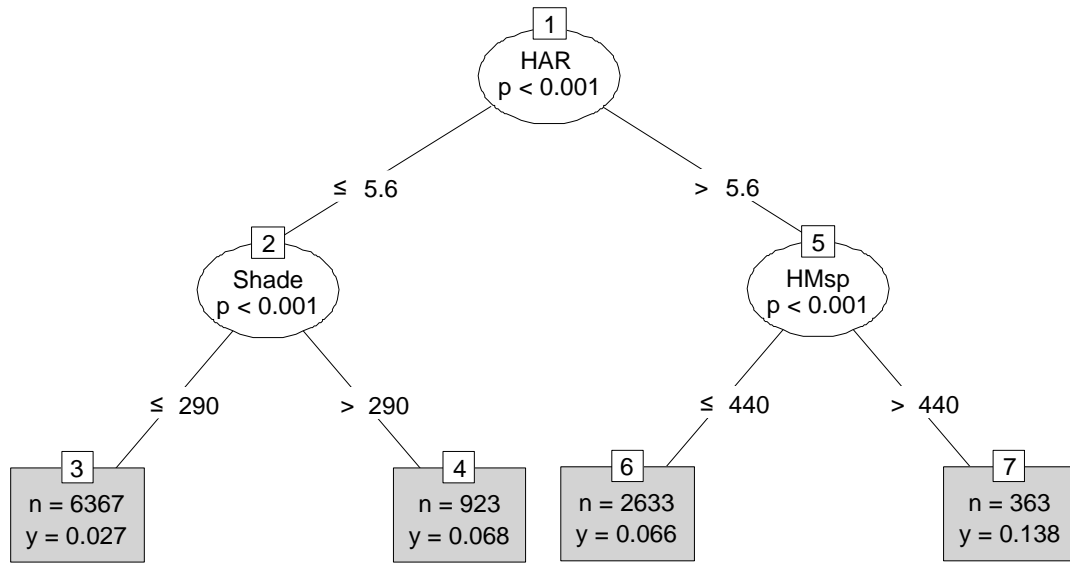 1
HAR
p < 0.001
≤ 5.6
> 5.6
2
Shade
p < 0.001
5
HMsp
p < 0.001
≤ 290
> 290
≤ 440
> 440
3
n = 6367
y = 0.027
4
n = 923
y = 0.068
6
n = 2633
y = 0.066
7
n = 363
y = 0.138